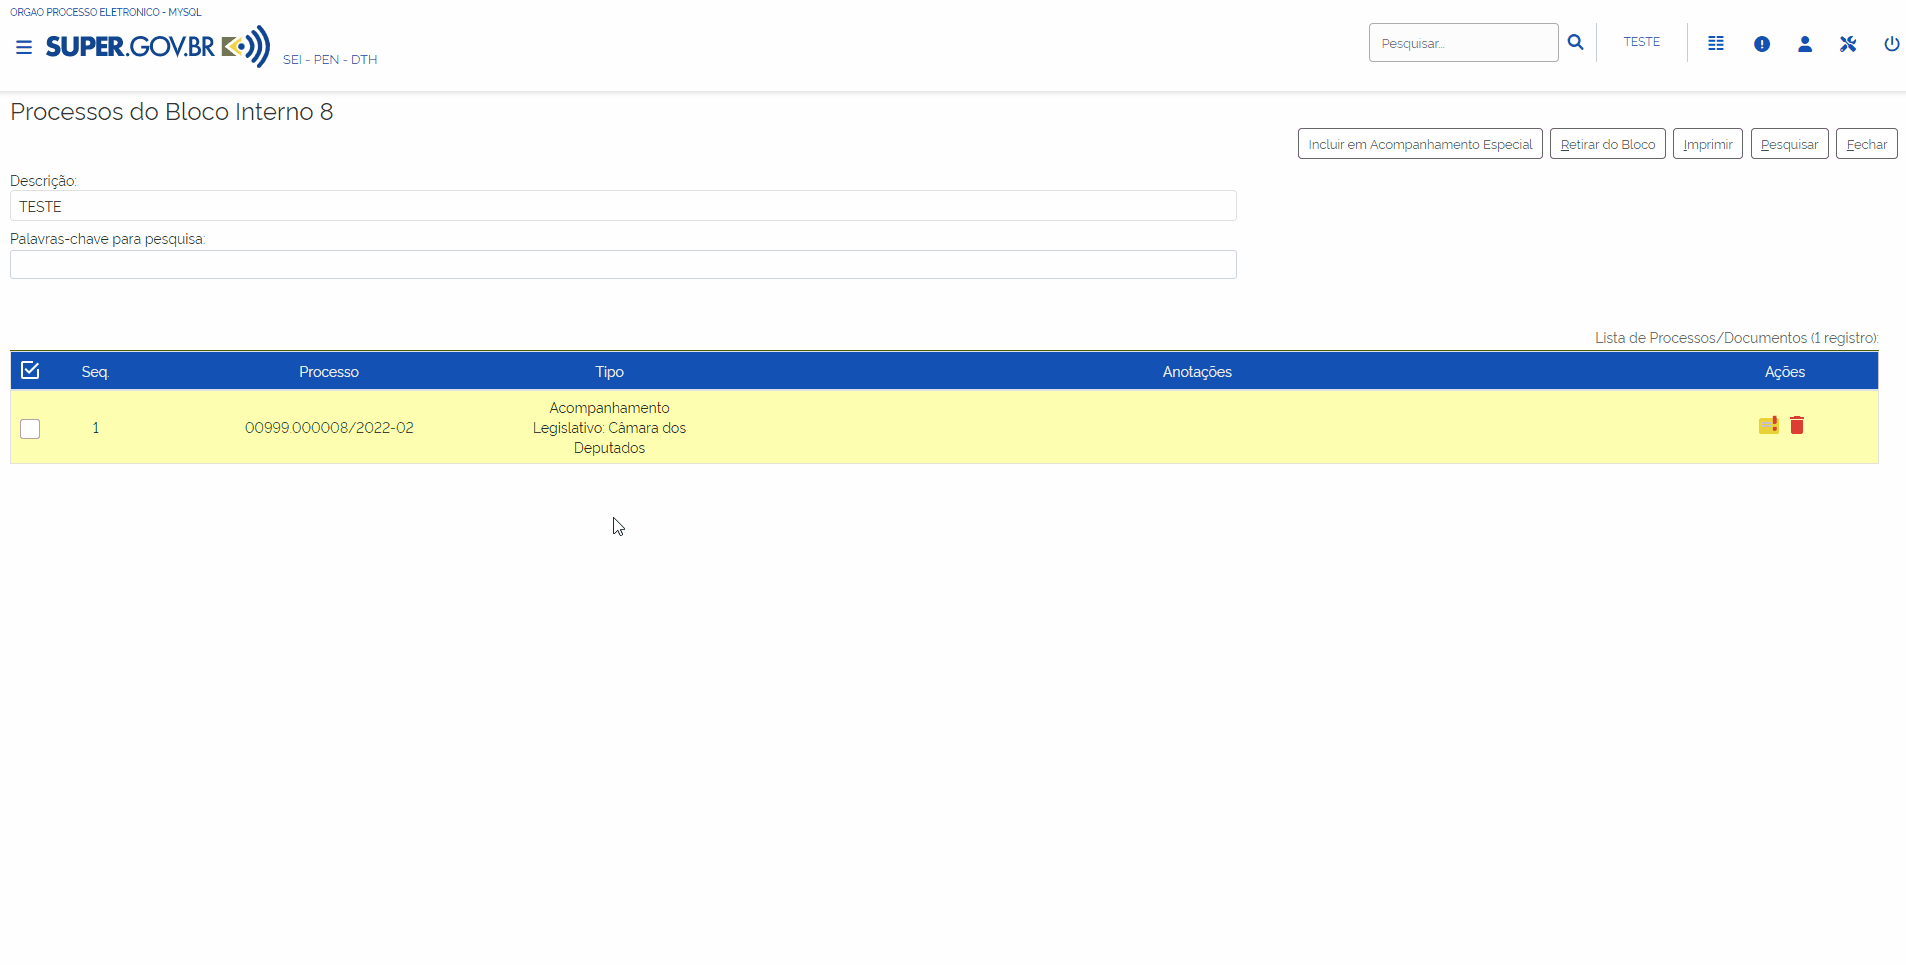 ORGAO PROCESSO ELETRONICO - MYSQL
SUPER.GOV.BR
SEI - PEN - DTH
Pesquisar...
TESTE
Processos do Bloco Interno 8
Incluir em Acompanhamento Especial
Retirar do Bloco
Imprimir
Pesquisar
Fechar
Descrição:
TESTE
Palavras-chave para pesquisa:
Lista de Processos/Documentos (1 registro):
Seq. Processo Tipo Anotações Ações
1 00999.000008/2022-02 Acompanhamento
Legislativo: Câmara dos
Deputados